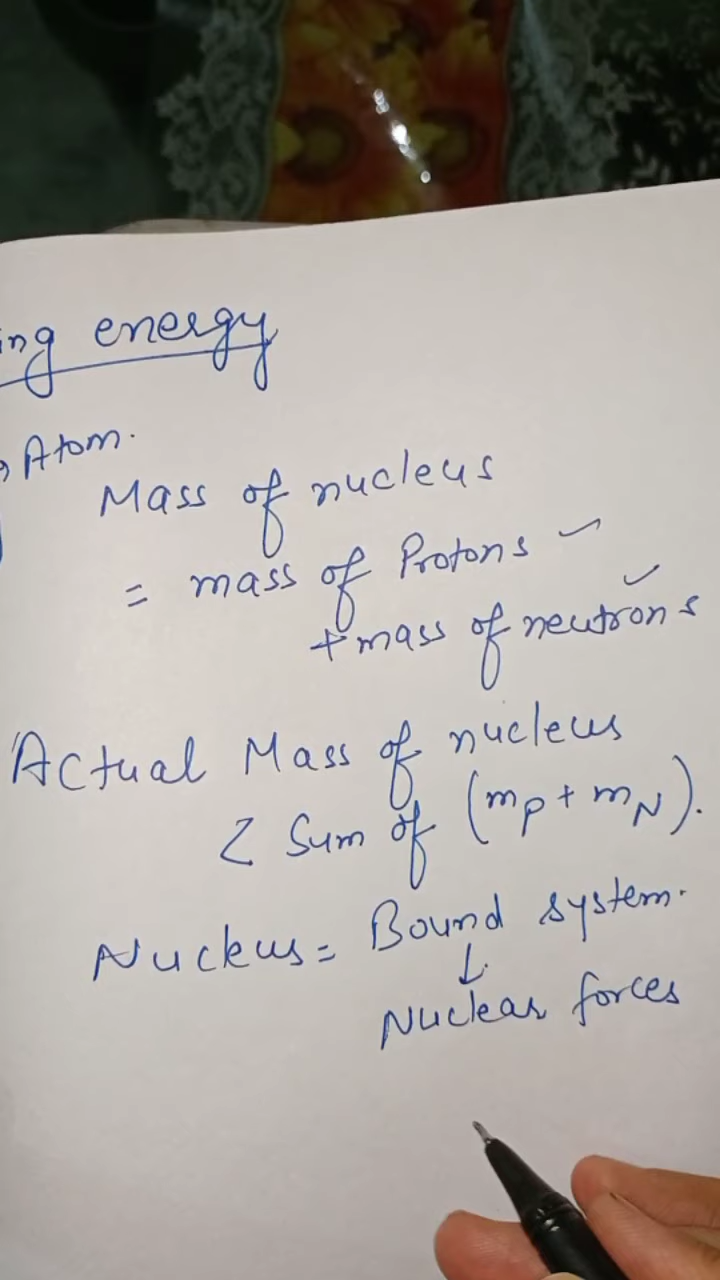 ing energy
Atom.
Mass of nucleus
= mass of Protons
+ mass of neutrons
Actual Mass of nucleus
< Sum of (mp + mN).
Nucleus = Bound system.
↓
Nuclear forces